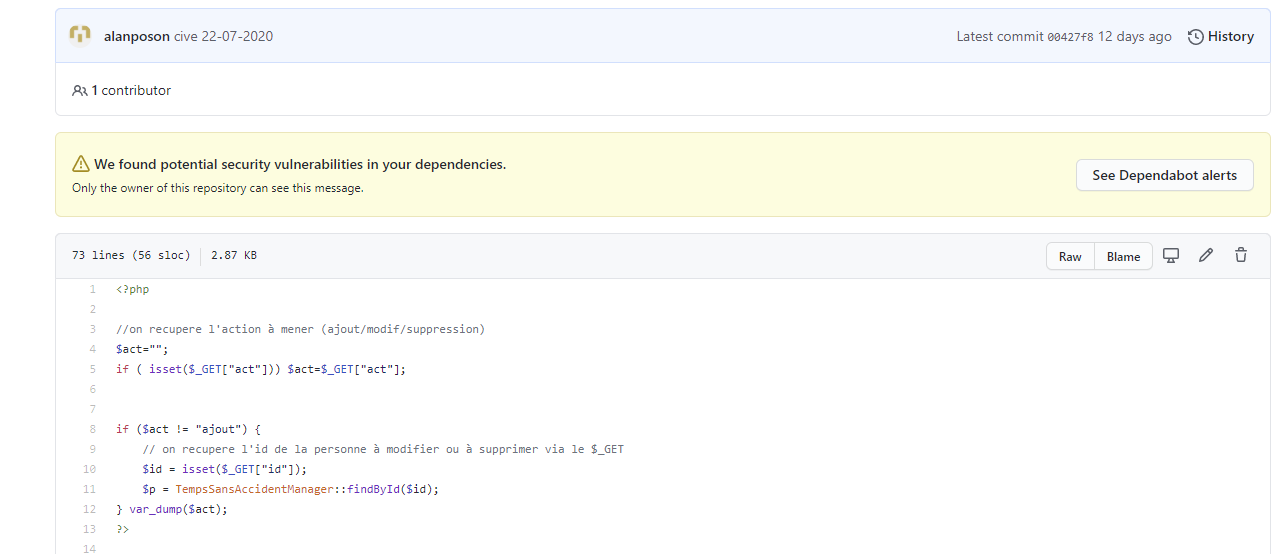 alanposon cive 22-07-2020 Latest commit 00427f8 12 days ago History
1 contributor
We found potential security vulnerabilities in your dependencies.
Only the owner of this repository can see this message.
See Dependabot alerts
73 lines (56 sloc) 2.87 KB Raw Blame
1 <?php
2
3 //on recupere l'action à mener (ajout/modif/suppression)
4 $act="";
5 if ( isset($_GET["act"])) $act=$_GET["act"];
6
7
8 if ($act != "ajout") {
9 // on recupere l'id de la personne à modifier ou à supprimer via le $_GET
10 $id = isset($_GET["id"]);
11 $p = TempsSansAccidentManager::findById($id);
12 } var_dump($act);
13 ?>
14